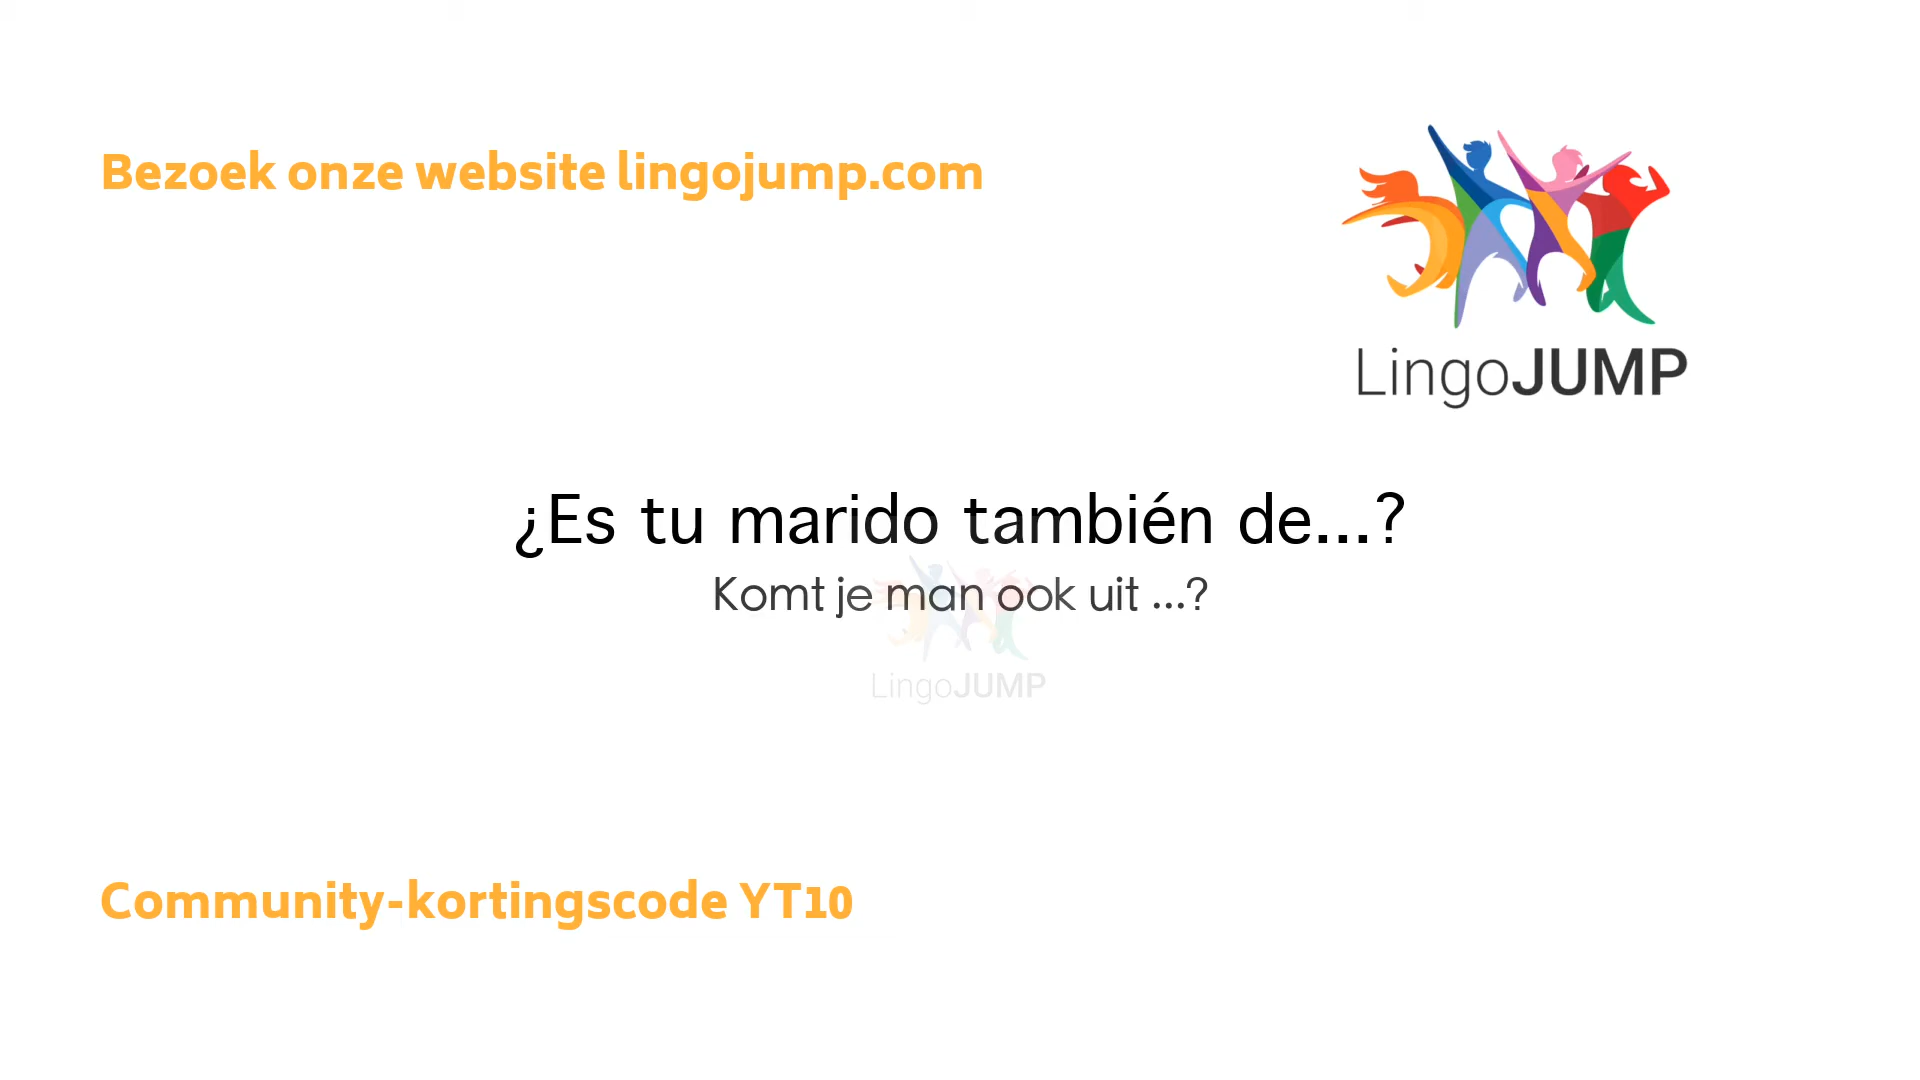 Bezoek onze website lingojump.com
LingoJUMP
¿Es tu marido también de...?
Komt je man ook uit ...?
LingoJUMP
Community-kortingscode YT10